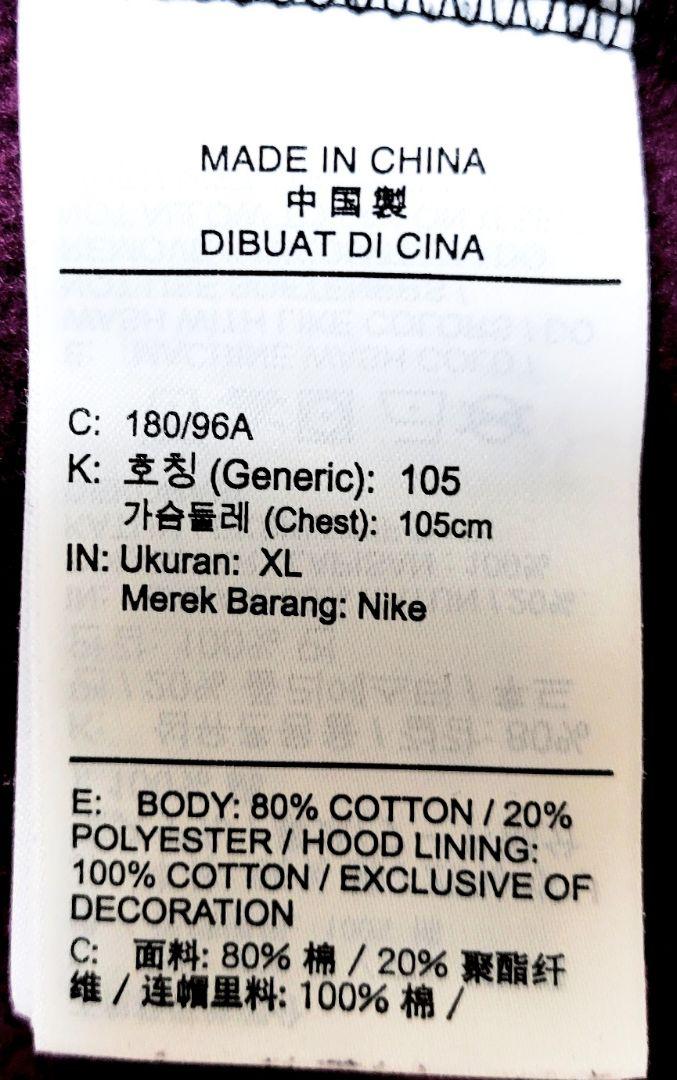 MADE IN CHINA
中国製
DIBUAT DI CINA
C: 180/96A
K: 호칭 (Generic): 105
가슴둘레 (Chest): 105cm
IN: Ukuran: XL
Merek Barang: Nike
E: BODY: 80% COTTON / 20%
POLYESTER / HOOD LINING:
100% COTTON / EXCLUSIVE OF
DECORATION
C: 面料: 80% 棉 / 20% 聚酯纤
维 / 连帽里料: 100% 棉 /